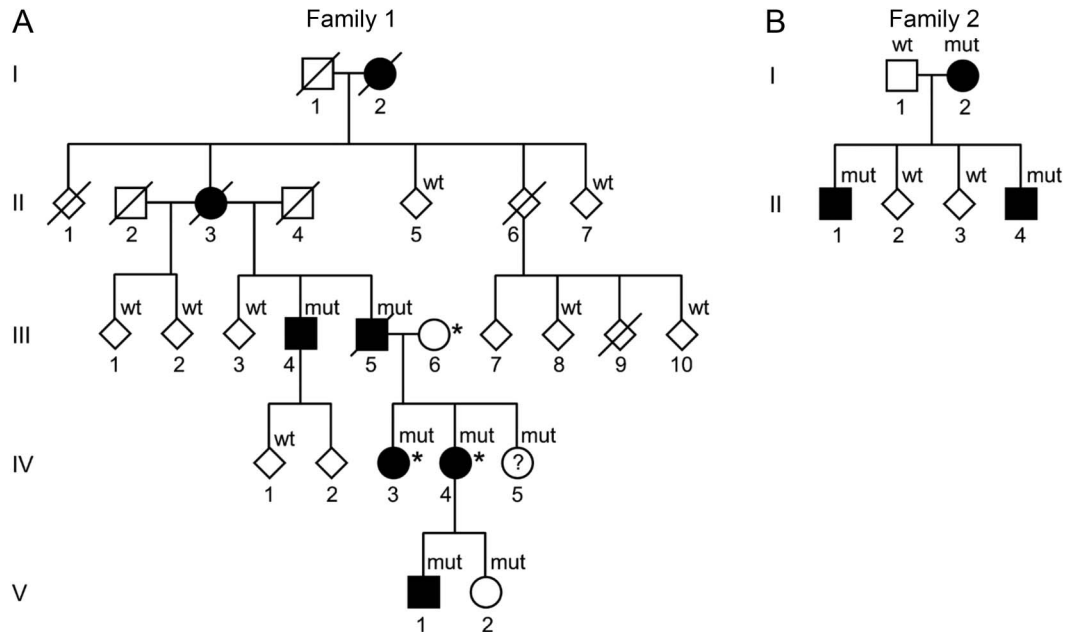 A Family 1 B Family 2
wt mut
I I
1 2 1 2
wt wt mut wt wt mut
II II
1 2 3 4 5 6 7 1 2 3 4
wt wt wt mut mut * wt wt
III
1 2 3 4 5 6 7 8 9 10
wt mut mut mut
IV * * ?
1 2 3 4 5
mut mut
V
1 2